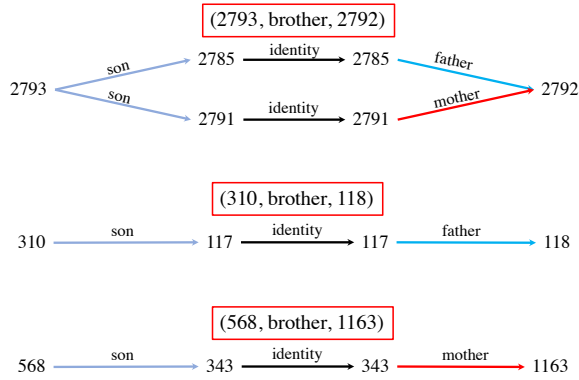 (2793, brother, 2792)
son 2785 identity 2785 father
2793 2792
son 2791 identity 2791 mother
(310, brother, 118)
310 son 117 identity 117 father 118
(568, brother, 1163)
568 son 343 identity 343 mother 1163